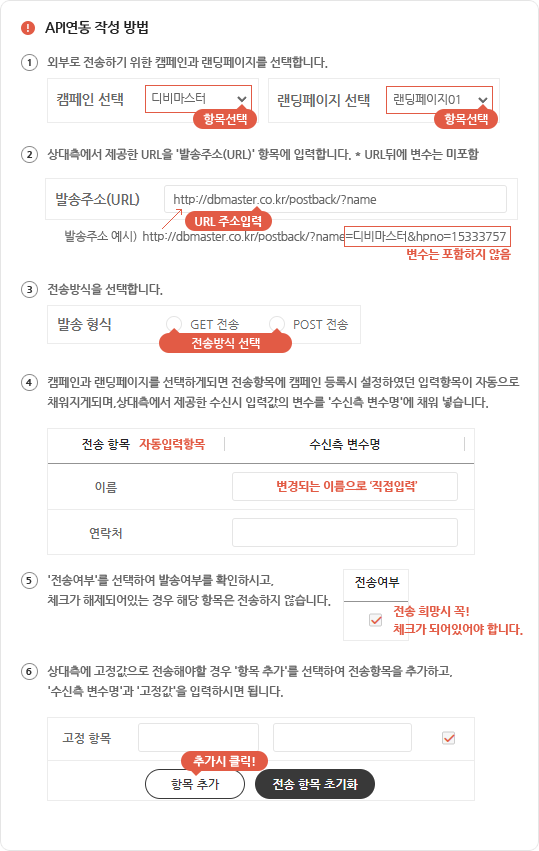 ! API연동 작성 방법
1 외부로 전송하기 위한 캠페인과 랜딩페이지를 선택합니다.
캠페인 선택 디비마스터 랜딩페이지 선택 랜딩페이지01
항목선택 항목선택
2 상대측에서 제공한 URL을 '발송주소(URL)' 항목에 입력합니다. * URL뒤에 변수는 미포함
발송주소(URL) http://dbmaster.co.kr/postback/?name
URL 주소입력
발송주소 예시) http://dbmaster.co.kr/postback/?name=디비마스터&hpno=15333757
변수는 포함하지 않음
3 전송방식을 선택합니다.
발송 형식 GET 전송 POST 전송
전송방식 선택
4 캠페인과 랜딩페이지를 선택하게되면 전송항목에 캠페인 등록시 설정하였던 입력항목이 자동으로
채워지게되며,상대측에서 제공한 수신시 입력값의 변수를 '수신측 변수명'에 채워 넣습니다.
전송 항목 자동입력항목 수신측 변수명
이름 변경되는 이름으로 '직접입력'
연락처
5 '전송여부'를 선택하여 발송여부를 확인하시고,
체크가 해제되어있는 경우 해당 항목은 전송하지 않습니다.
전송여부
전송 희망시 꼭!
체크가 되어있어야 합니다.
6 상대측에 고정값으로 전송해야할 경우 '항목 추가'를 선택하여 전송항목을 추가하고,
'수신측 변수명'과 '고정값'을 입력하시면 됩니다.
고정 항목
추가시 클릭!
항목 추가 전송 항목 초기화